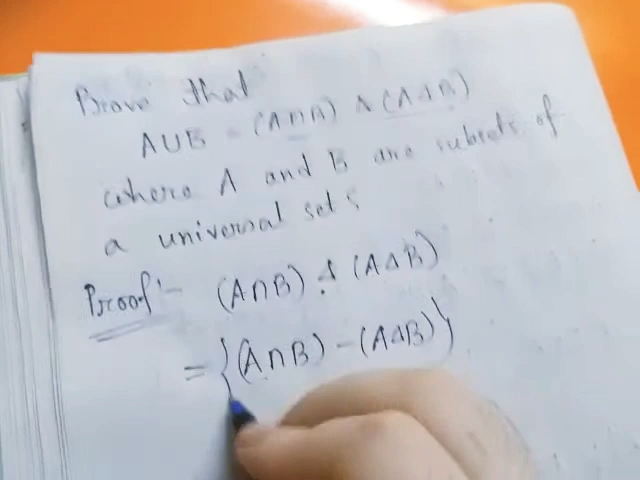 Prove that
A∪B = (A∩B) Δ (AΔB)
where A and B are subsets of
a universal set S
Proof:- (A∩B) Δ (AΔB)
= {(A∩B) - (AΔB)}